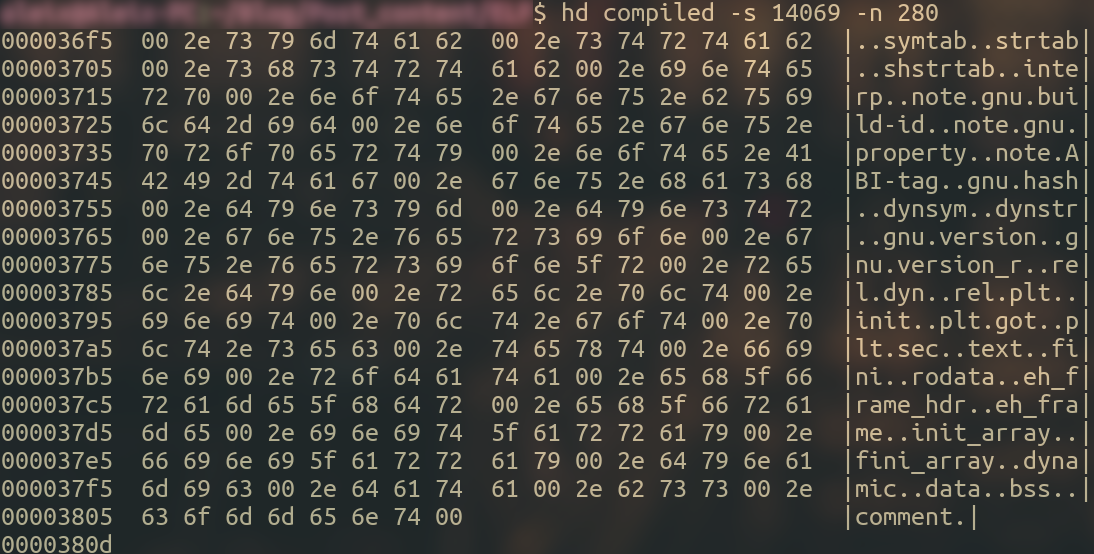 $ hd compiled -s 14069 -n 280
000036f5  00 2e 73 79 6d 74 61 62  00 2e 73 74 72 74 61 62  |..symtab..strtab|
00003705  00 2e 73 68 73 74 72 74  61 62 00 2e 69 6e 74 65  |..shstrtab..inte|
00003715  72 70 00 2e 6e 6f 74 65  2e 67 6e 75 2e 62 75 69  |rp..note.gnu.bui|
00003725  6c 64 2d 69 64 00 2e 6e  6f 74 65 2e 67 6e 75 2e  |ld-id..note.gnu.|
00003735  70 72 6f 70 65 72 74 79  00 2e 6e 6f 74 65 2e 41  |property..note.A|
00003745  42 49 2d 74 61 67 00 2e  67 6e 75 2e 68 61 73 68  |BI-tag..gnu.hash|
00003755  00 2e 64 79 6e 73 79 6d  00 2e 64 79 6e 73 74 72  |..dynsym..dynstr|
00003765  00 2e 67 6e 75 2e 76 65  72 73 69 6f 6e 00 2e 67  |..gnu.version..g|
00003775  6e 75 2e 76 65 72 73 69  6f 6e 5f 72 00 2e 72 65  |nu.version_r..re|
00003785  6c 2e 64 79 6e 00 2e 72  65 6c 2e 70 6c 74 00 2e  |l.dyn..rel.plt..|
00003795  69 6e 69 74 00 2e 70 6c  74 2e 67 6f 74 00 2e 70  |init..plt.got..p|
000037a5  6c 74 2e 73 65 63 00 2e  74 65 78 74 00 2e 66 69  |lt.sec..text..fi|
000037b5  6e 69 00 2e 72 6f 64 61  74 61 00 2e 65 68 5f 66  |ni..rodata..eh_f|
000037c5  72 61 6d 65 5f 68 64 72  00 2e 65 68 5f 66 72 61  |rame_hdr..eh_fra|
000037d5  6d 65 00 2e 69 6e 69 74  5f 61 72 72 61 79 00 2e  |me..init_array..|
000037e5  66 69 6e 69 5f 61 72 72  61 79 00 2e 64 79 6e 61  |fini_array..dyna|
000037f5  6d 69 63 00 2e 64 61 74  61 00 2e 62 73 73 00 2e  |mic..data..bss..|
00003805  63 6f 6d 6d 65 6e 74 00                           |comment.|
0000380d